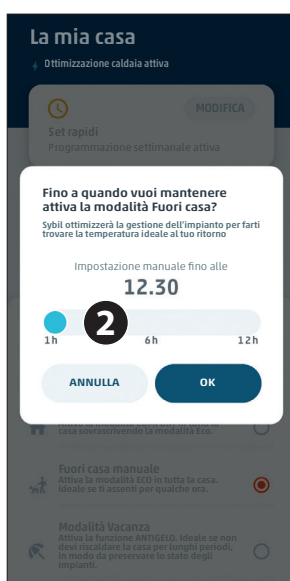 La mia casa
Ottimizzazione caldaia attiva
MODIFICA
Set rapidi
Programmazione settimanale attiva
Fino a quando vuoi mantenere
attiva la modalità Fuori casa?
Sybil ottimizzerà la gestione dell'impianto per farti
trovare la temperatura ideale al tuo ritorno
Impostazione manuale fino alle
12.30
2
1h 6h 12h
ANNULLA OK
casa sovrascrivendo la modalità Eco.
Fuori casa manuale
Attiva la modalità ECO in tutta la casa.
Ideale se ti assenti per qualche ora.
Modalità Vacanza
Attiva la funzione ANTIGELO. Ideale se non
devi riscaldare la casa per lunghi periodi,
in modo da preservare lo stato degli
impianti.